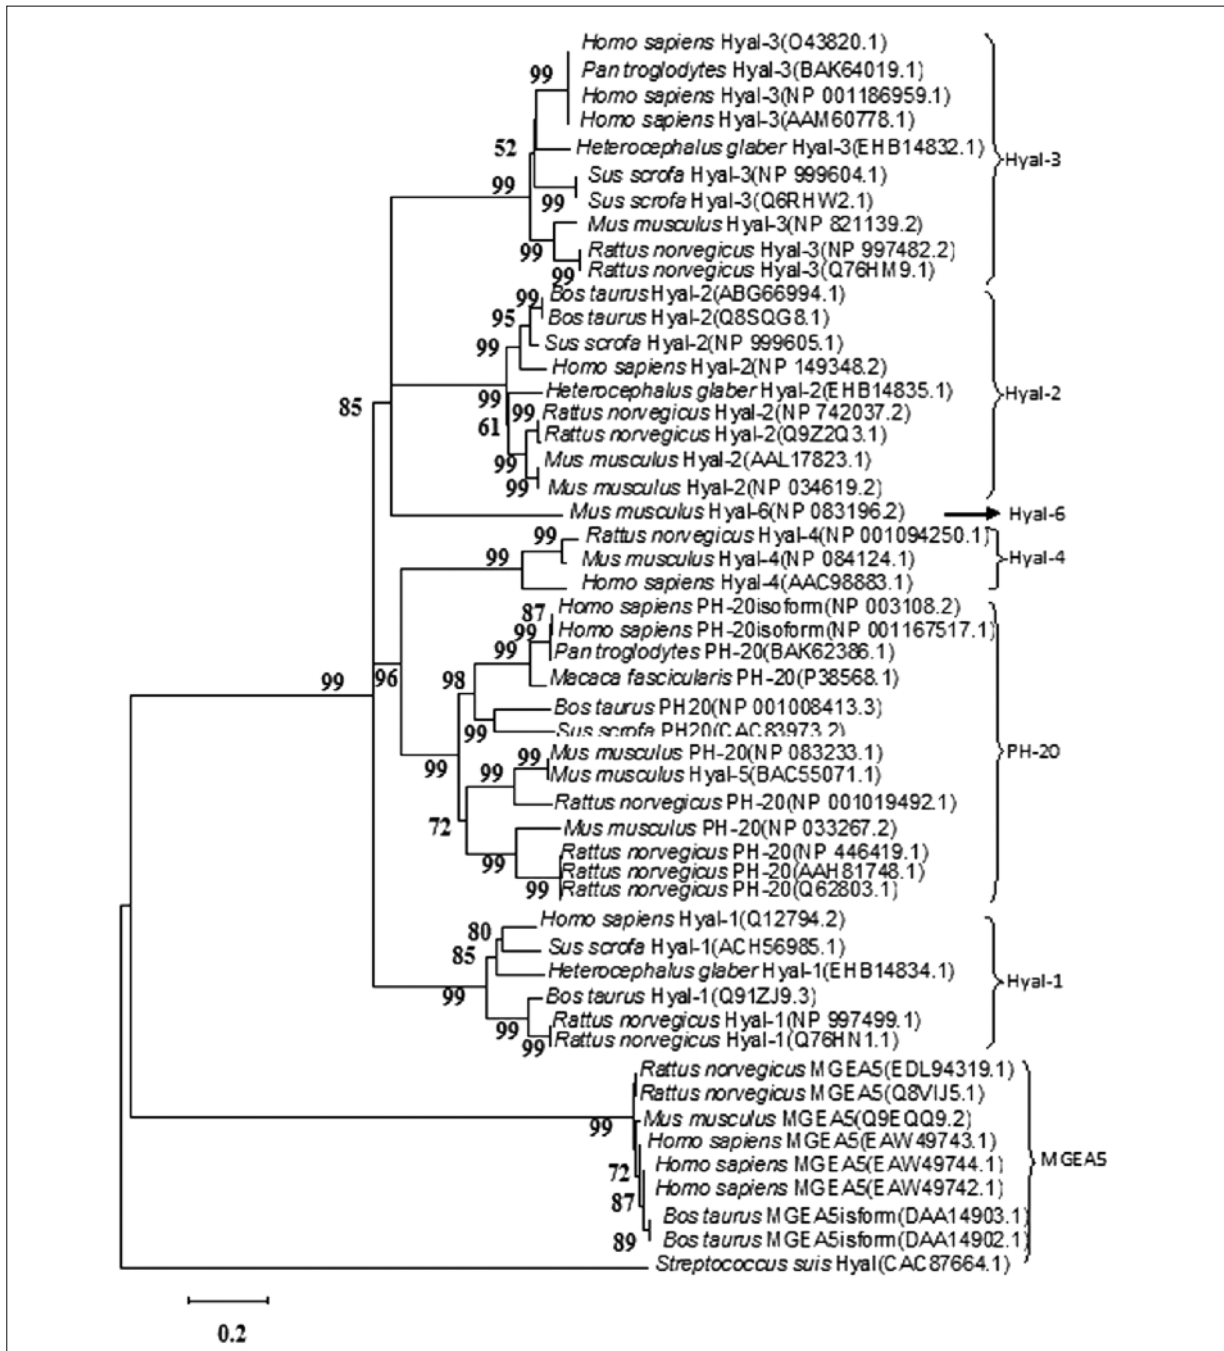 Homo sapiens Hyal-3(O43820.1)
Pan troglodytes Hyal-3(BAK64019.1)
99
Homo sapiens Hyal-3(NP 001186959.1)
Homo sapiens Hyal-3(AAM60778.1)
52
Heterocephalus glaber Hyal-3(EHB14832.1)
Hyal-3
99
Sus scrofa Hyal-3(NP 999604.1)
99
Sus scrofa Hyal-3(Q6RHW2.1)
Mus musculus Hyal-3(NP 821139.2)
99
Rattus norvegicus Hyal-3(NP 997482.2)
99
Rattus norvegicus Hyal-3(Q76HM9.1)
99
Bos taurus Hyal-2(ABG66994.1)
95
Bos taurus Hyal-2(Q8SQG8.1)
99
Sus scrofa Hyal-2(NP 999605.1)
Homo sapiens Hyal-2(NP 149348.2)
99
Heterocephalus glaber Hyal-2(EHB14835.1)
Hyal-2
85
99
Rattus norvegicus Hyal-2(NP 742037.2)
61
Rattus norvegicus Hyal-2(Q9Z2Q3.1)
99
Mus musculus Hyal-2(AAL17823.1)
99
Mus musculus Hyal-2(NP 034619.2)
Mus musculus Hyal-6(NP 083196.2)
Hyal-6
99
Rattus norvegicus Hyal-4(NP 001094250.1)
99
Mus musculus Hyal-4(NP 084124.1)
Hyal-4
Homo sapiens Hyal-4(AAC98883.1)
87
Homo sapiens PH-20isoform(NP 003108.2)
99
Homo sapiens PH-20isoform(NP 001167517.1)
99
Pan troglodytes PH-20(BAK62386.1)
99
96
98
Macaca fascicularis PH-20(P38568.1)
Bos taurus PH20(NP 001008413.3)
99
Sus scrofa PH20(CAC83973.2)
99
99
99
Mus musculus PH-20(NP 083233.1)
PH-20
Mus musculus Hyal-5(BAC55071.1)
Rattus norvegicus PH-20(NP 001019492.1)
72
Mus musculus PH-20(NP 033267.2)
99
Rattus norvegicus PH-20(NP 446419.1)
Rattus norvegicus PH-20(AAH81748.1)
99
Rattus norvegicus PH-20(Q62803.1)
80
Homo sapiens Hyal-1(Q12794.2)
85
Sus scrofa Hyal-1(ACH56985.1)
Heterocephalus glaber Hyal-1(EHB14834.1)
Hyal-1
99
Bos taurus Hyal-1(Q91ZJ9.3)
99
Rattus norvegicus Hyal-1(NP 997499.1)
99
Rattus norvegicus Hyal-1(Q76HN1.1)
Rattus norvegicus MGEA5(EDL94319.1)
Rattus norvegicus MGEA5(Q8VIJ5.1)
99
Mus musculus MGEA5(Q9EQQ9.2)
Homo sapiens MGEA5(EAW49743.1)
72
Homo sapiens MGEA5(EAW49744.1)
MGEA5
87
Homo sapiens MGEA5(EAW49742.1)
Bos taurus MGEA5isform(DAA14903.1)
89
Bos taurus MGEA5isform(DAA14902.1)
Streptococcus suis Hyal(CAC87664.1)
0.2